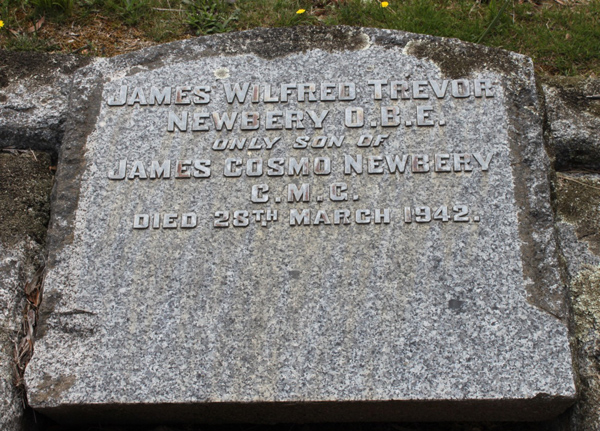 JAMES WILFRED TREVOR
NEWBERY O.B.E.
ONLY SON OF
JAMES COSMO NEWBERY
C.M.G.
DIED 28TH MARCH 1942.